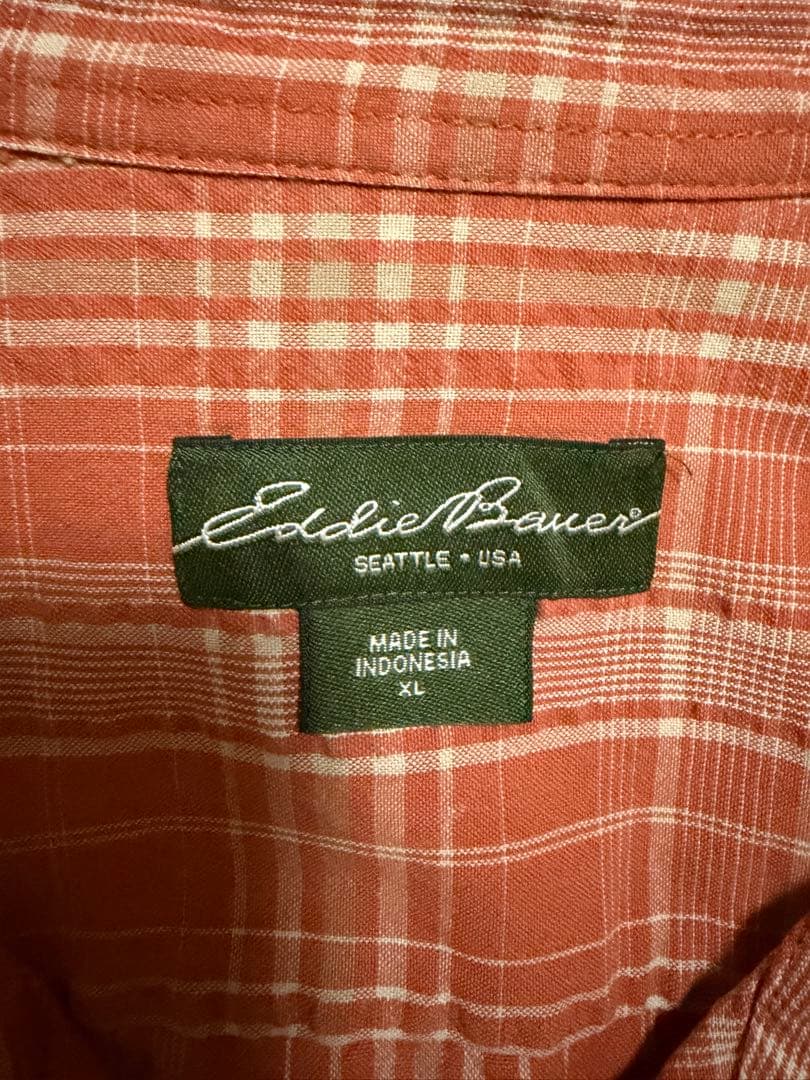 Eddie Bauer®
SEATTLE • USA
MADE IN
INDONESIA
XL